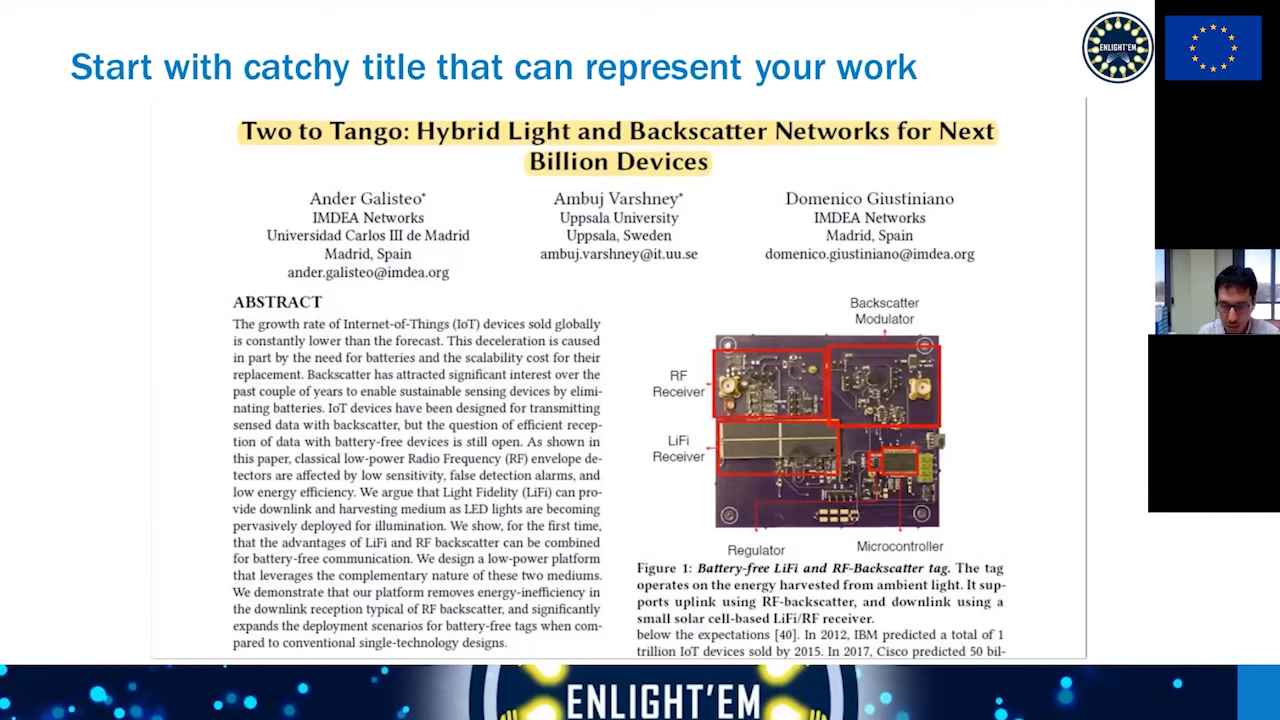 Start with catchy title that can represent your work
ENLIGHT'EM
Two to Tango: Hybrid Light and Backscatter Networks for Next
Billion Devices
Ander Galisteo*
IMDEA Networks
Universidad Carlos III de Madrid
Madrid, Spain
ander.galisteo@imdea.org
Ambuj Varshney*
Uppsala University
Uppsala, Sweden
ambuj.varshney@it.uu.se
Domenico Giustiniano
IMDEA Networks
Madrid, Spain
domenico.giustiniano@imdea.org
ABSTRACT
The growth rate of Internet-of-Things (IoT) devices sold globally
is constantly lower than the forecast. This deceleration is caused
in part by the need for batteries and the scalability cost for their
replacement. Backscatter has attracted significant interest over the
past couple of years to enable sustainable sensing devices by elimi-
nating batteries. IoT devices have been designed for transmitting
sensed data with backscatter, but the question of efficient recep-
tion of data with battery-free devices is still open. As shown in
this paper, classical low-power Radio Frequency (RF) envelope de-
tectors are affected by low sensitivity, false detection alarms, and
low energy efficiency. We argue that Light Fidelity (LiFi) can pro-
vide downlink and harvesting medium as LED lights are becoming
pervasively deployed for illumination. We show, for the first time,
that the advantages of LiFi and RF backscatter can be combined
for battery-free communication. We design a low-power platform
that leverages the complementary nature of these two mediums.
We demonstrate that our platform removes energy-inefficiency in
the downlink reception typical of RF backscatter, and significantly
expands the deployment scenarios for battery-free tags when com-
pared to conventional single-technology designs.
Backscatter
Modulator
RF
Receiver
LiFi
Receiver
Regulator
Microcontroller
Figure 1: Battery-free LiFi and RF-Backscatter tag. The tag
operates on the energy harvested from ambient light. It sup-
ports uplink using RF-backscatter, and downlink using a
small solar cell-based LiFi/RF receiver.
below the expectations [40]. In 2012, IBM predicted a total of 1
trillion IoT devices sold by 2015. In 2017, Cisco predicted 50 bil-
ENLIGHT'EM